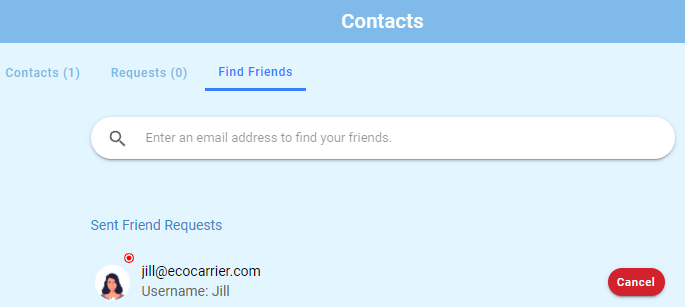 Contacts
Contacts (1) Requests (0) Find Friends
Enter an email address to find your friends.
Sent Friend Requests
jill@ecocarrier.com
Username: Jill
Cancel